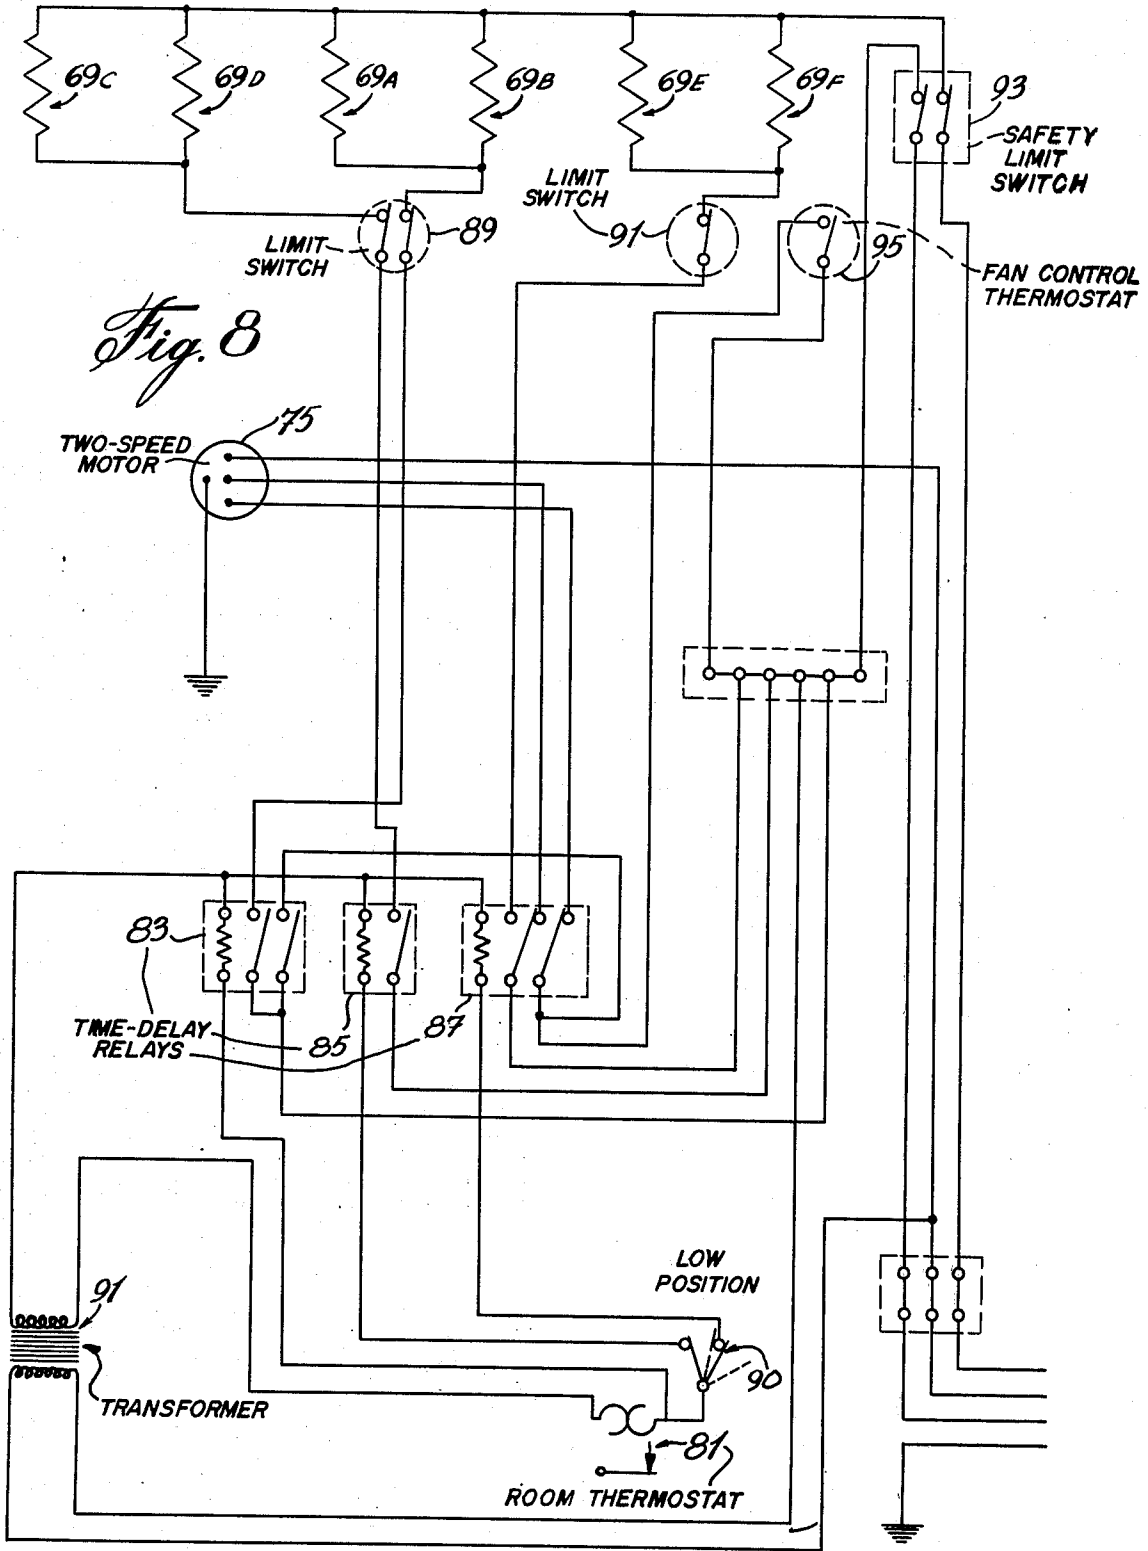 69C
69D
69A
69B
69E
69F
93
SAFETY
LIMIT
SWITCH
LIMIT
SWITCH
89
91
95
LIMIT
SWITCH
FAN CONTROL
THERMOSTAT
Fig. 8
75
TWO-SPEED
MOTOR
83
TIME-DELAY
RELAYS
85
87
LOW
POSITION
91
90
TRANSFORMER
81
ROOM THERMOSTAT